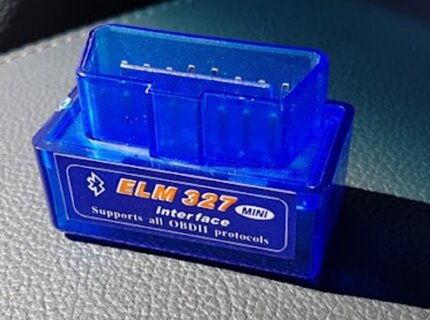 ELM 327 MINI
Interface
Supports all OBDII protocols